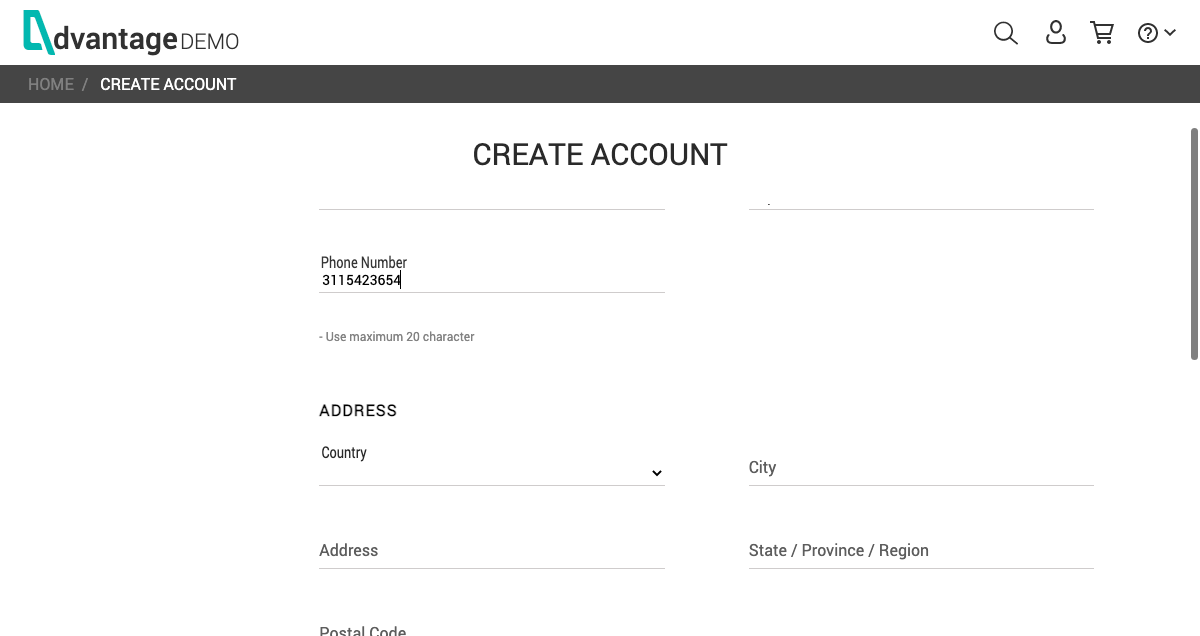 dvantage DEMO
HOME / CREATE ACCOUNT
CREATE ACCOUNT
Phone Number
3115423654
- Use maximum 20 character
ADDRESS
Country
City
Address
State / Province / Region
Postal Code